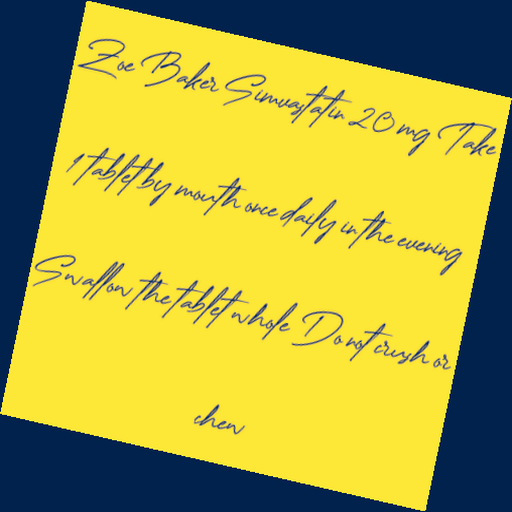 Zoe Baker Simvastatin 20 mg Take
1 tablet by mouth once daily in the evening
Swallow the tablet whole Do not crush or
chew